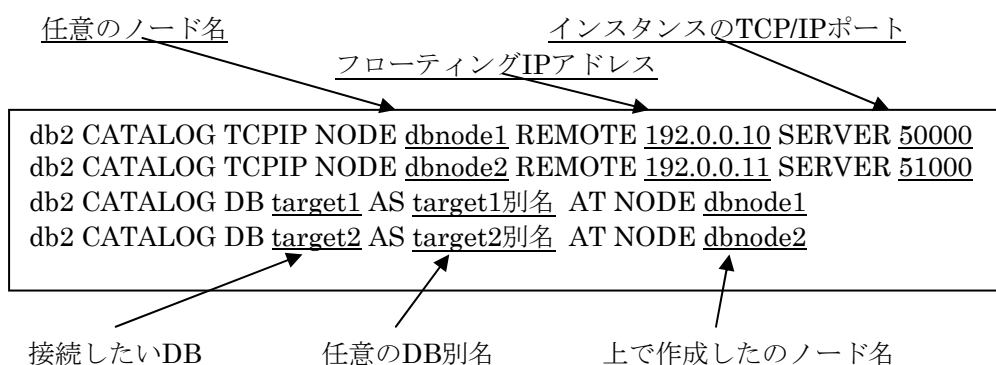 任意のノード名
インスタンスのTCP/IPポート
フローティングIPアドレス
db2 CATALOG TCPIP NODE dbnode1 REMOTE 192.0.0.10 SERVER 50000
db2 CATALOG TCPIP NODE dbnode2 REMOTE 192.0.0.11 SERVER 51000
db2 CATALOG DB target1 AS target1別名 AT NODE dbnode1
db2 CATALOG DB target2 AS target2別名 AT NODE dbnode2
接続したいDB
任意のDB別名
上で作成したのノード名